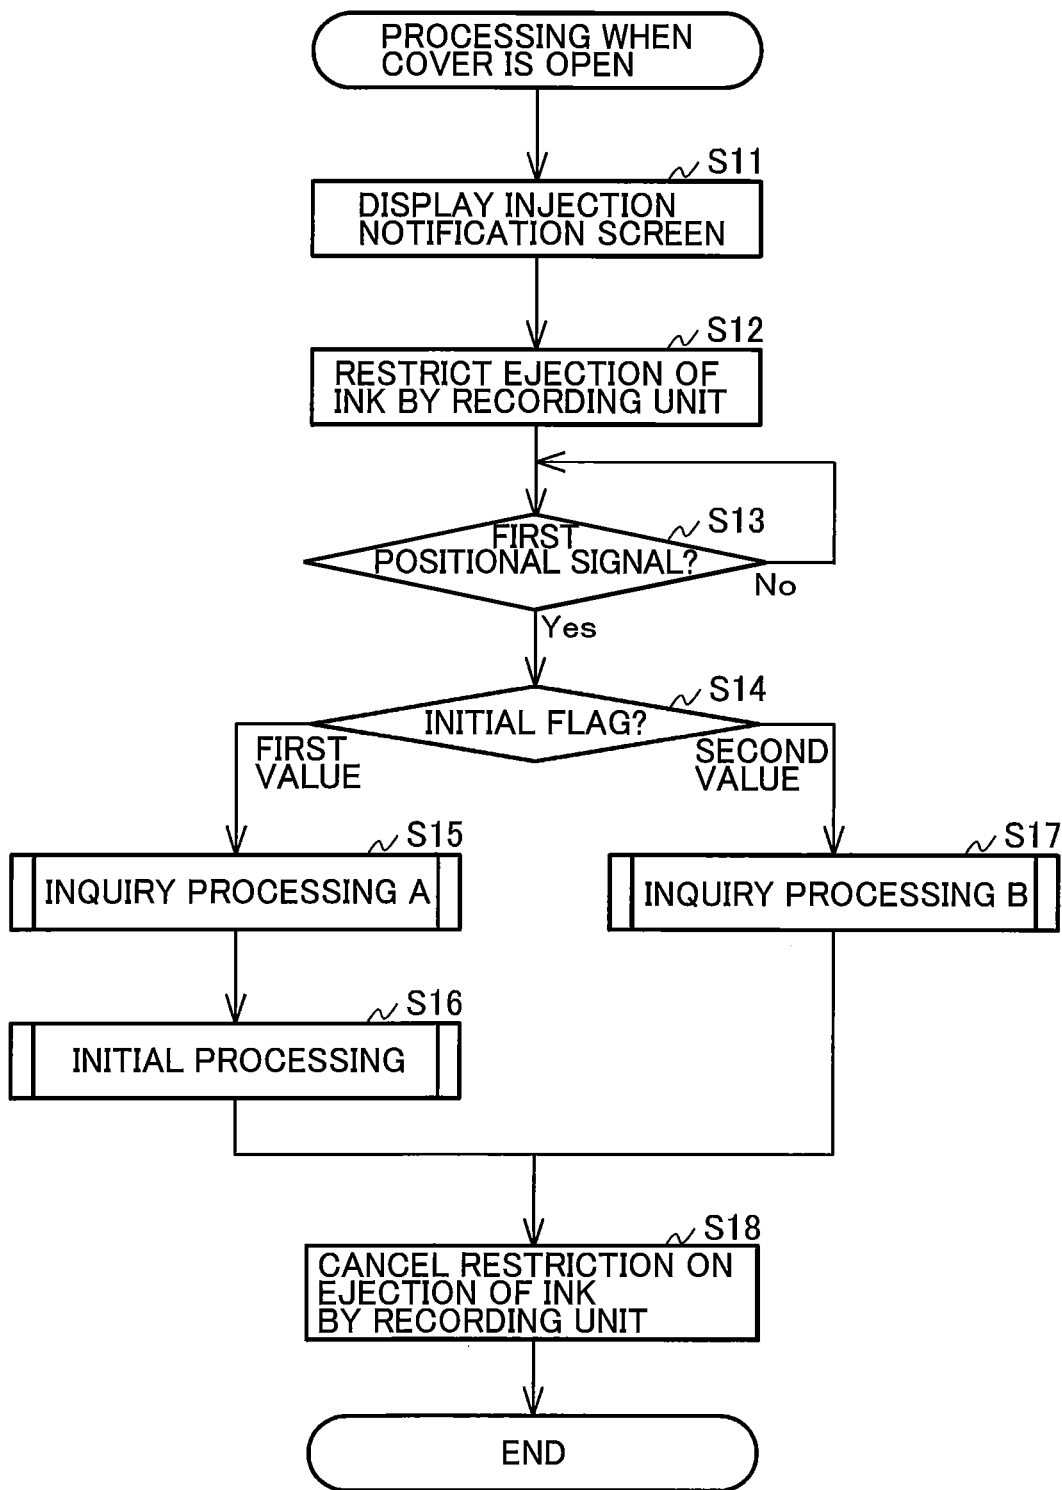 PROCESSING WHEN
COVER IS OPEN
S11
DISPLAY INJECTION
NOTIFICATION SCREEN
S12
RESTRICT EJECTION OF
INK BY RECORDING UNIT
S13
FIRST
POSITIONAL SIGNAL?
No
Yes
S14
INITIAL FLAG?
FIRST
VALUE
SECOND
VALUE
S15
INQUIRY PROCESSING A
S17
INQUIRY PROCESSING B
S16
INITIAL PROCESSING
S18
CANCEL RESTRICTION ON
EJECTION OF INK
BY RECORDING UNIT
END